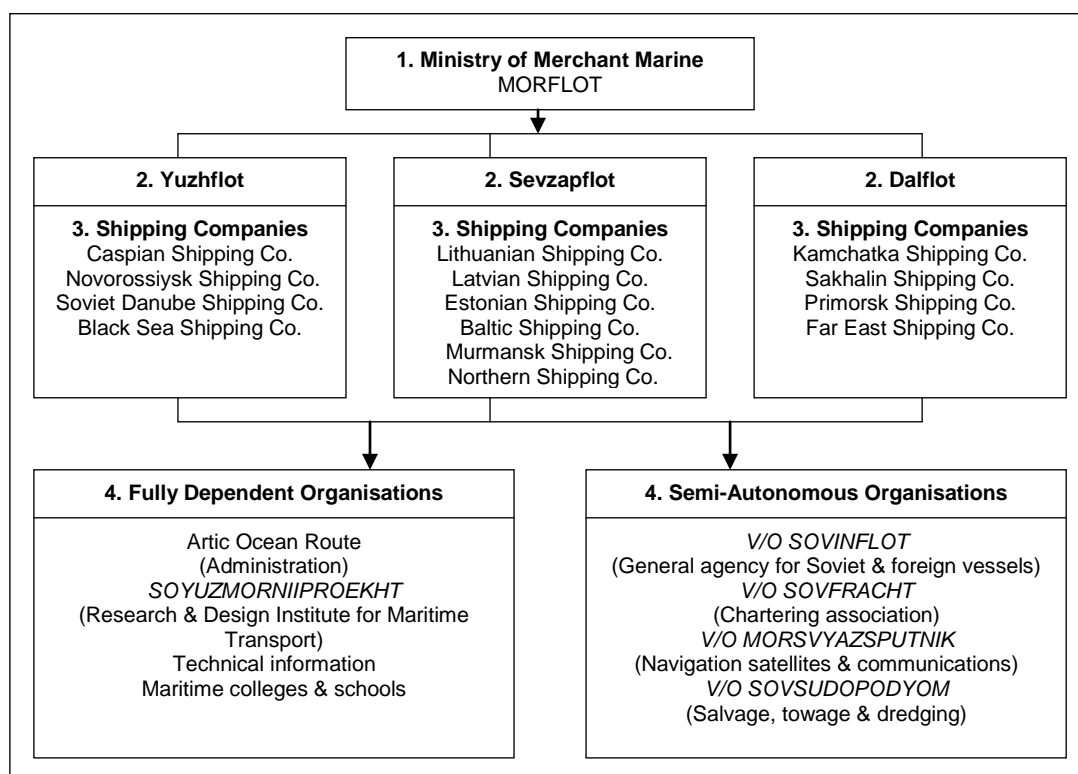 1. Ministry of Merchant Marine
MORFLOT
2. Yuzhflot
3. Shipping Companies
Caspian Shipping Co.
Novorossiysk Shipping Co.
Soviet Danube Shipping Co.
Black Sea Shipping Co.
2. Sevzapflot
3. Shipping Companies
Lithuanian Shipping Co.
Latvian Shipping Co.
Estonian Shipping Co.
Baltic Shipping Co.
Murmansk Shipping Co.
Northern Shipping Co.
2. Dalflot
3. Shipping Companies
Kamchatka Shipping Co.
Sakhalin Shipping Co.
Primorsk Shipping Co.
Far East Shipping Co.
4. Fully Dependent Organisations
Artic Ocean Route
(Administration)
SOYUZMORNIIPROEKHT
(Research & Design Institute for Maritime
Transport)
Technical information
Maritime colleges & schools
4. Semi-Autonomous Organisations
V/O SOVINFLOT
(General agency for Soviet & foreign vessels)
V/O SOVFRACHT
(Chartering association)
V/O MORSVYAZSPUTNIK
(Navigation satellites & communications)
V/O SOVSUDOPODYOM
(Salvage, towage & dredging)